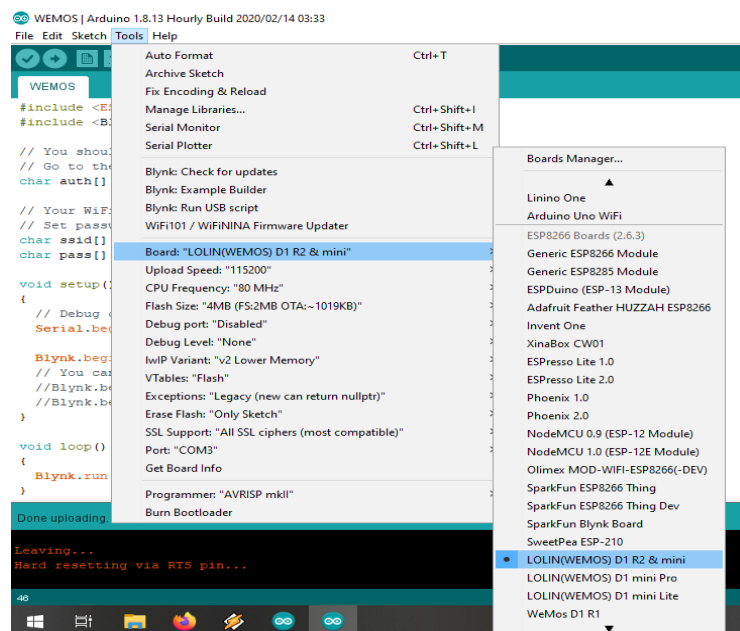 WEMOS | Arduino 1.8.13 Hourly Build 2020/02/14 03:33
File Edit Sketch Tools Help
WEMOS
#include <ES
#include <B
// You shou
// Go to the
char auth[]
// Your WiF
// Set passw
char ssid[]
char pass[]
void setup()
{
// Debug
Serial.beg
Blynk.beg
// You ca
//Blynk.be
//Blynk.be
}
void loop()
{
Blynk.run
}
Done uploading.
Leaving...
Hard resetting via RTS pin...
46
Auto Format Ctrl+T
Archive Sketch
Fix Encoding & Reload
Manage Libraries... Ctrl+Shift+I
Serial Monitor Ctrl+Shift+M
Serial Plotter Ctrl+Shift+L
Blynk: Check for updates
Blynk: Example Builder
Blynk: Run USB script
WiFi101 / WiFiNINA Firmware Updater
Board: "LOLIN(WEMOS) D1 R2 & mini"
Upload Speed: "115200"
CPU Frequency: "80 MHz"
Flash Size: "4MB (FS:2MB OTA:~1019KB)"
Debug port: "Disabled"
Debug Level: "None"
lwIP Variant: "v2 Lower Memory"
VTables: "Flash"
Exceptions: "Legacy (new can return nullptr)"
Erase Flash: "Only Sketch"
SSL Support: "All SSL ciphers (most compatible)"
Port: "COM3"
Get Board Info
Programmer: "AVRISP mkII"
Burn Bootloader
Boards Manager...
Linino One
Arduino Uno WiFi
ESP8266 Boards (2.6.3)
Generic ESP8266 Module
Generic ESP8285 Module
ESPDuino (ESP-13 Module)
Adafruit Feather HUZZAH ESP8266
Invent One
XinaBox CW01
ESPresso Lite 1.0
ESPresso Lite 2.0
Phoenix 1.0
Phoenix 2.0
NodeMCU 0.9 (ESP-12 Module)
NodeMCU 1.0 (ESP-12E Module)
Olimex MOD-WIFI-ESP8266(-DEV)
SparkFun ESP8266 Thing
SparkFun ESP8266 Thing Dev
SparkFun Blynk Board
SweetPea ESP-210
LOLIN(WEMOS) D1 R2 & mini
LOLIN(WEMOS) D1 mini Pro
LOLIN(WEMOS) D1 mini Lite
WeMos D1 R1